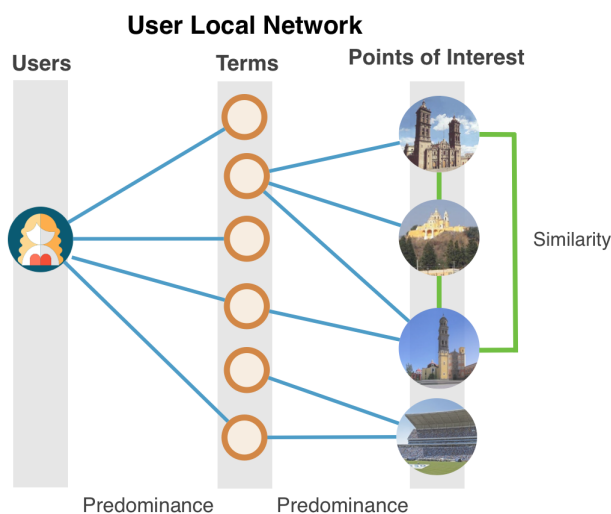 User Local Network
Users
Terms
Points of Interest
Similarity
Predominance
Predominance